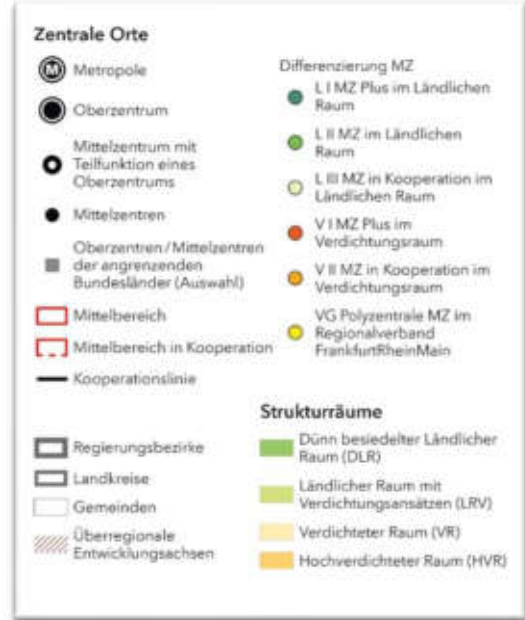 Zentrale Orte
M
Metropole
Oberzentrum
Mittelzentrum mit
Teilfunktion eines
Oberzentrums
Mittelzentren
Oberzentren/Mittelzentren
der angrenzenden
Bundesländer (Auswahl)
Mittelbereich
Mittelbereich in Kooperation
Kooperationslinie
Regierungsbezirke
Landkreise
Gemeinden
Überregionale
Entwicklungsachsen
Differenzierung MZ
L I MZ Plus im Ländlichen
Raum
L II MZ im Ländlichen
Raum
L III MZ in Kooperation im
Ländlichen Raum
V I MZ Plus im
Verdichtungsraum
V II MZ in Kooperation im
Verdichtungsraum
VG Polyzentrale MZ im
Regionalverband
FrankfurtRheinMain
Strukturräume
Dünn besiedelter Ländlicher
Raum (DLR)
Ländlicher Raum mit
Verdichtungsansätzen (LRV)
Verdichteter Raum (VR)
Hochverdichteter Raum (HVR)